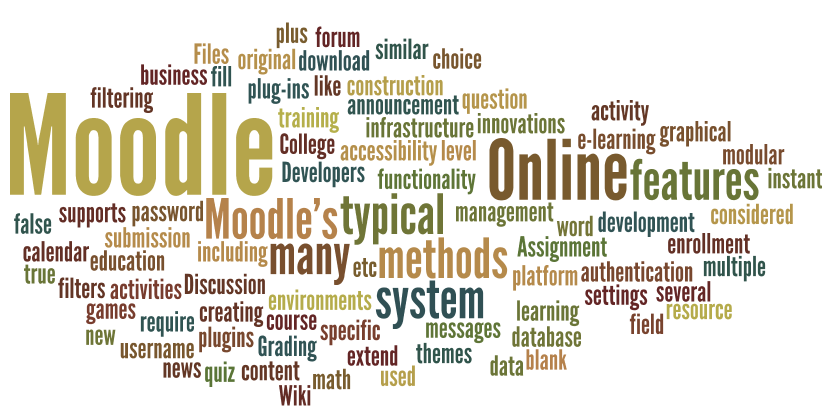 plus forum
Files original download similar choice
business fill
plug-ins like construction
filtering announcement question
Moodle
training infrastructure innovations activity
College accessibility level e-learning graphical
Developers functionality Online features modular instant
false supports password Moodle's typical management word development considered
calendar submission including many etc methods Assignment enrollment
true education platform authentication multiple
filters activities Discussion environments system settings several
games creating learning field resource
new require course specific messages database
username plugins Grading extend themes data blank
news quiz content math used
Wiki